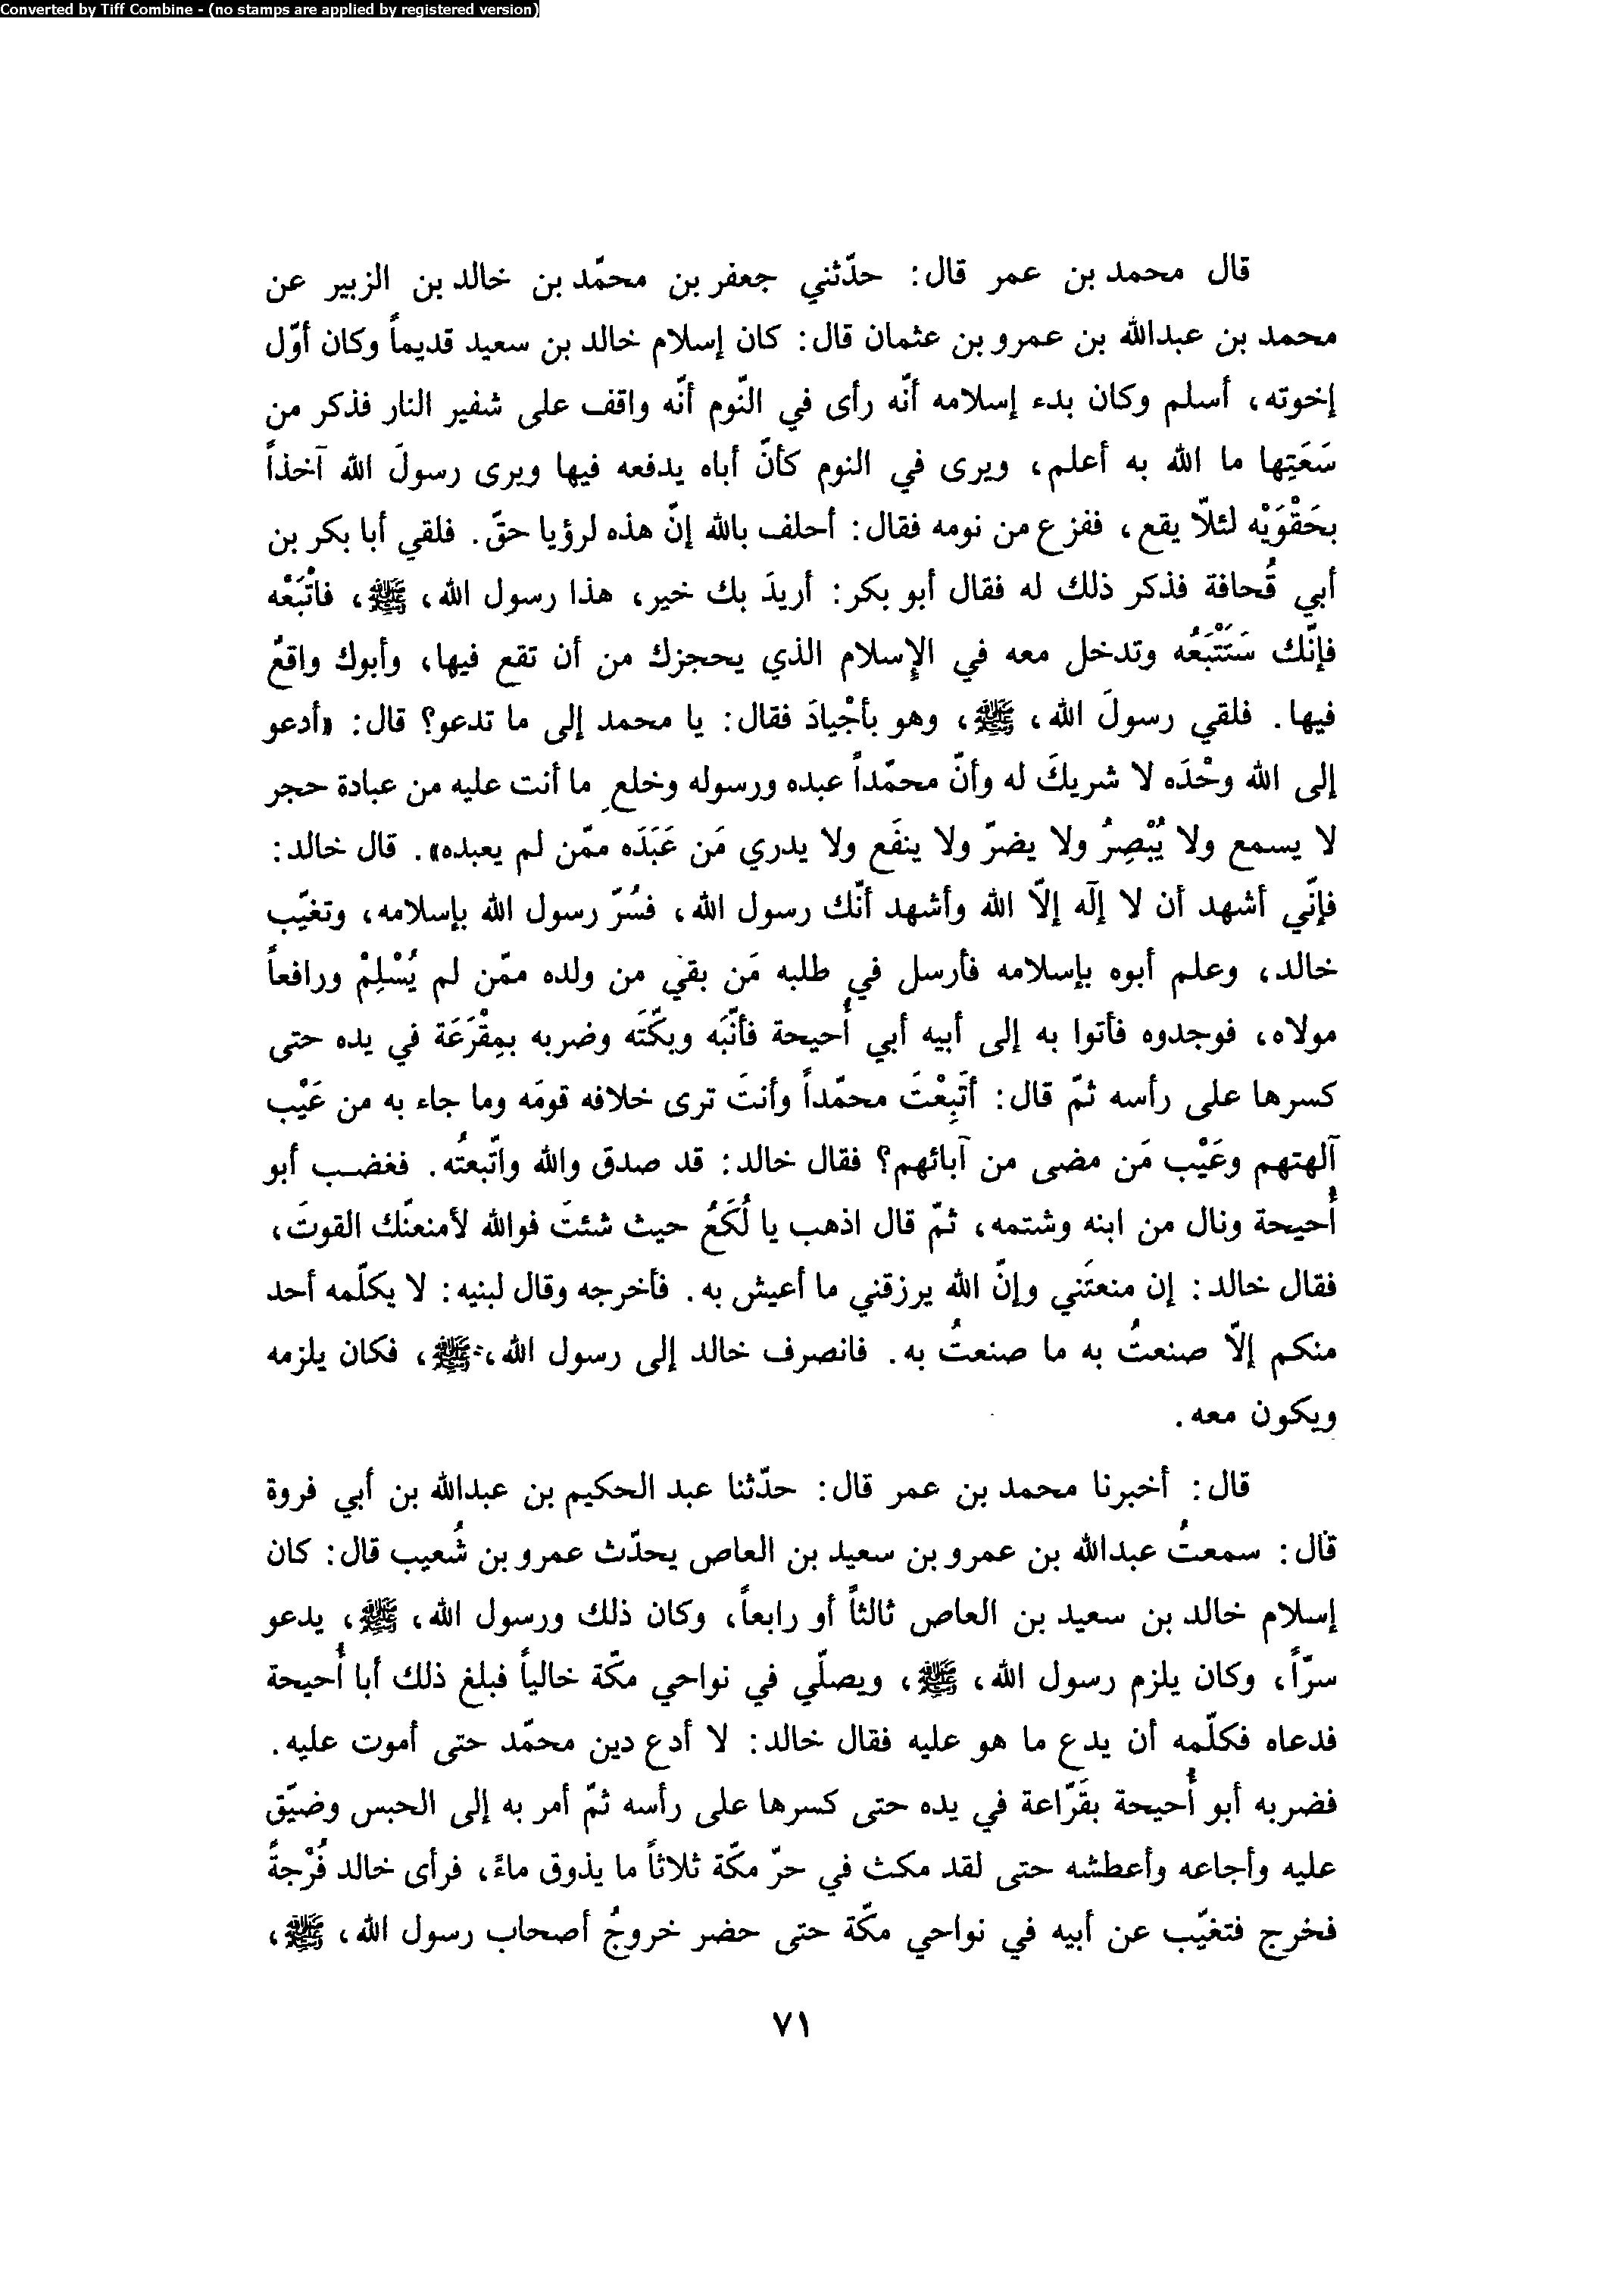 Converted by Tiff Combine - (no stamps are applied by registered version)
قال محمد بن عمر قال: حدّثني جعفر بن محمّد بن خالد بن الزبير عن
محمد بن عبدالله بن عمرو بن عثمان قال: كان إسلام خالد بن سعيد قديماً وكان أوّل
إخوته، أسلم وكان بدء إسلامه أنّه رأى في النّوم أنّه واقف على شفير النار فذكر من
سَعَتِها ما الله به أعلم، ويرى في النوم كأنّ أباه يدفعه فيها ويرى رسولَ الله آخذاً
بحَقْوَيْه لئلاّ يقع، ففزع من نومه فقال: أحلف بالله إنّ هذه لرؤيا حقّ. فلقي أبا بكر بن
أبي قُحافة فذكر ذلك له فقال أبو بكر: أريدَ بك خير، هذا رسول الله، ﷺ، فاتْبَعْه
فإنّك سَتَتْبَعُه وتدخل معه في الإسلام الذي يحجزك من أن تقع فيها، وأبوك واقعٌ
فيها. فلقي رسولَ الله، ﷺ، وهو بأجْيادَ فقال: يا محمد إلى ما تدعو؟ قال: «أدعو
إلى الله وحْدَه لا شريكَ له وأنّ محمّداً عبده ورسوله وخلعِ ما أنت عليه من عبادة حجر
لا يسمع ولا يُبْصِرُ ولا يضرّ ولا ينفَع ولا يدري مَن عَبَدَه ممّن لم يعبده». قال خالد:
فإنّي أشهد أن لا إلَه إلاّ الله وأشهد أنّك رسول الله، فسُرّ رسول الله بإسلامه، وتغيّب
خالد، وعلم أبوه بإسلامه فأرسل في طلبه مَن بقي من ولده ممّن لم يُسْلِمْ ورافعاً
مولاه، فوجدوه فأتوا به إلى أبيه أبي أُحيحة فأنّبَه وبكّتَه وضربه بمِقْرَعَة في يده حتى
كسرها على رأسه ثمّ قال: أتَبِعْتَ محمّداً وأنتَ ترى خلافه قومَه وما جاء به من عَيْب
آلهتهم وعَيْب مَن مضى من آبائهم؟ فقال خالد: قد صدق والله واتّبعتُه. فغضب أبو
أُحيحة ونال من ابنه وشتمه، ثمّ قال اذهب يا لُكَعُ حيث شئتَ فوالله لأمنعنّك القوتَ،
فقال خالد: إن منعتَني وإنّ الله يرزقني ما أعيش به. فأخرجه وقال لبنيه: لا يكلّمه أحد
منكم إلاّ صنعتُ به ما صنعتُ به. فانصرف خالد إلى رسول الله، ﷺ، فكان يلزمه
ويكون معه.
قال: أخبرنا محمد بن عمر قال: حدّثنا عبد الحكيم بن عبدالله بن أبي فروة
قال: سمعتُ عبدالله بن عمرو بن سعيد بن العاص يحدّث عمرو بن شُعيب قال: كان
إسلام خالد بن سعيد بن العاص ثالثاً أو رابعاً، وكان ذلك ورسول الله، ﷺ، يدعو
سرّاً، وكان يلزم رسول الله، ﷺ، ويصلّي في نواحي مكّة خالياً فبلغ ذلك أبا أُحيحة
فدعاه فكلّمه أن يدع ما هو عليه فقال خالد: لا أدع دين محمّد حتى أموت عليه.
فضربه أبو أُحيحة بقَرّاعة في يده حتى كسرها على رأسه ثمّ أمر به إلى الحبس وضيّق
عليه وأجاعه وأعطشه حتى لقد مكث في حرّ مكّة ثلاثاً ما يذوق ماءً، فرأى خالد فُرْجةً
فخرج فتغيّب عن أبيه في نواحي مكّة حتى حضر خروجُ أصحاب رسول الله، ﷺ،
٧١